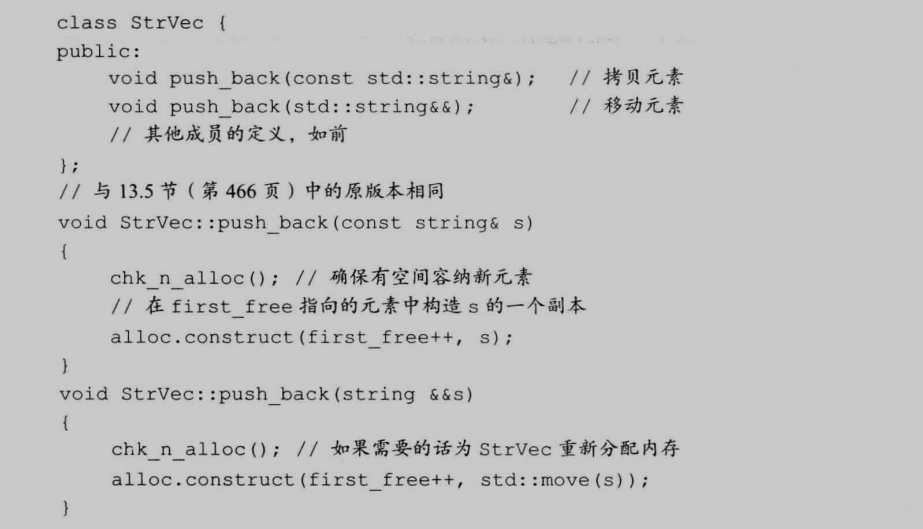 class StrVec {
public:
    void push_back(const std::string&);   // 拷贝元素
    void push_back(std::string&&);        // 移动元素
    // 其他成员的定义，如前
};
// 与 13.5 节（第 466 页）中的原版本相同
void StrVec::push_back(const string& s)
{
    chk_n_alloc(); // 确保有空间容纳新元素
    // 在 first_free 指向的元素中构造 s 的一个副本
    alloc.construct(first_free++, s);
}
void StrVec::push_back(string &&s)
{
    chk_n_alloc(); // 如果需要的话为 StrVec 重新分配内存
    alloc.construct(first_free++, std::move(s));
}